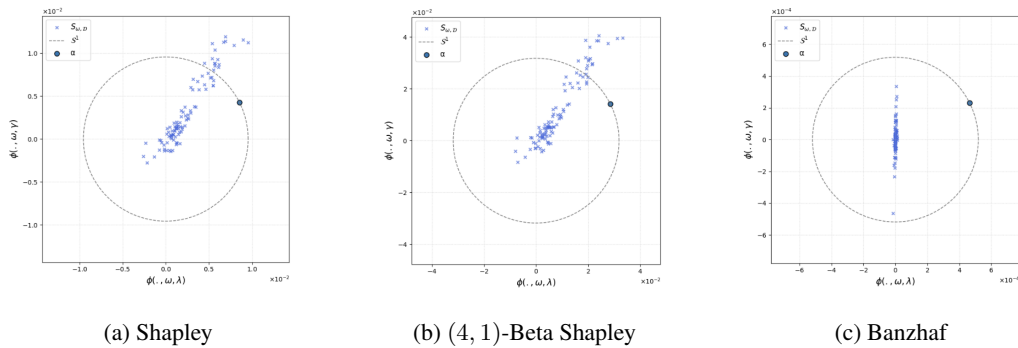 ×10⁻²
×10⁻²
×10⁻⁴
S_{ω,D}
𝒮¹
α
S_{ω,D}
𝒮¹
α
S_{ω,D}
𝒮¹
α
1.0
0.5
0.0
−0.5
−1.0
ϕ(., ω, γ)
4
2
0
−2
−4
ϕ(., ω, γ)
6
4
2
0
−2
−4
−6
ϕ(., ω, γ)
−1.0 −0.5 0.0 0.5 1.0
×10⁻²
ϕ(., ω, λ)
−4 −2 0 2 4
×10⁻²
ϕ(., ω, λ)
−6 −4 −2 0 2 4 6
ϕ(., ω, λ)
(a) Shapley
(b) (4, 1)-Beta Shapley
(c) Banzhaf